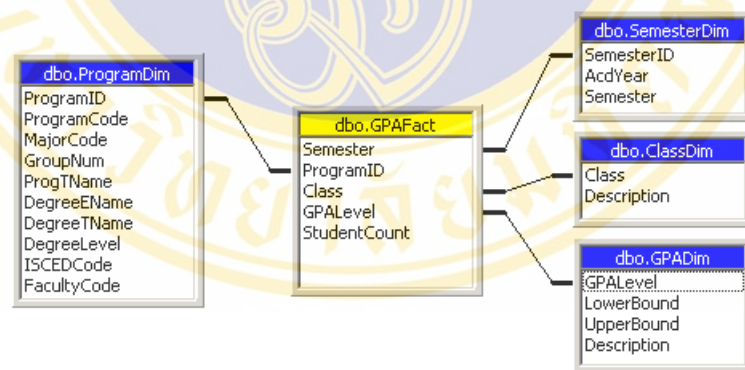 dbo.ProgramDim
ProgramID
ProgramCode
MajorCode
GroupNum
ProgTName
DegreeEName
DegreeTName
DegreeLevel
ISCEDCode
FacultyCode
dbo.GPAFact
Semester
ProgramID
Class
GPALevel
StudentCount
dbo.SemesterDim
SemesterID
AcdYear
Semester
dbo.ClassDim
Class
Description
dbo.GPADim
GPALevel
LowerBound
UpperBound
Description